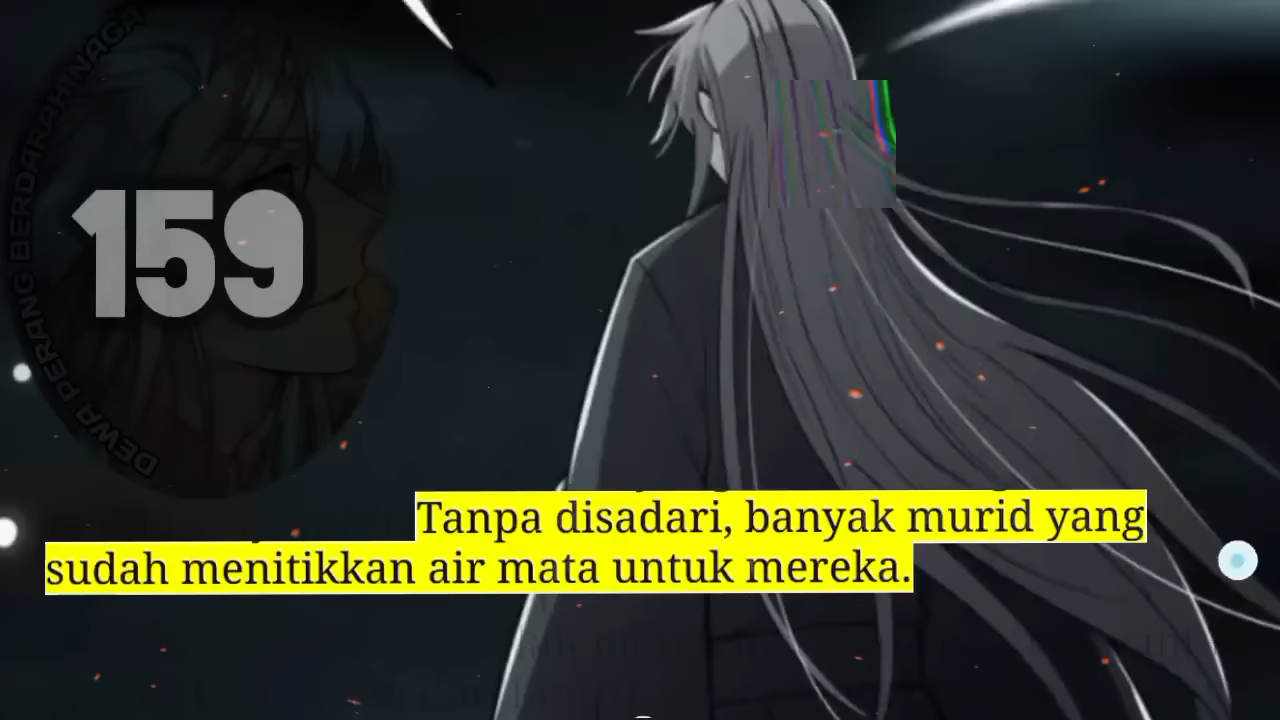 DEWA PERANG BERDARAH NAGA
159
Tanpa disadari, banyak murid yang
sudah menitikkan air mata untuk mereka.